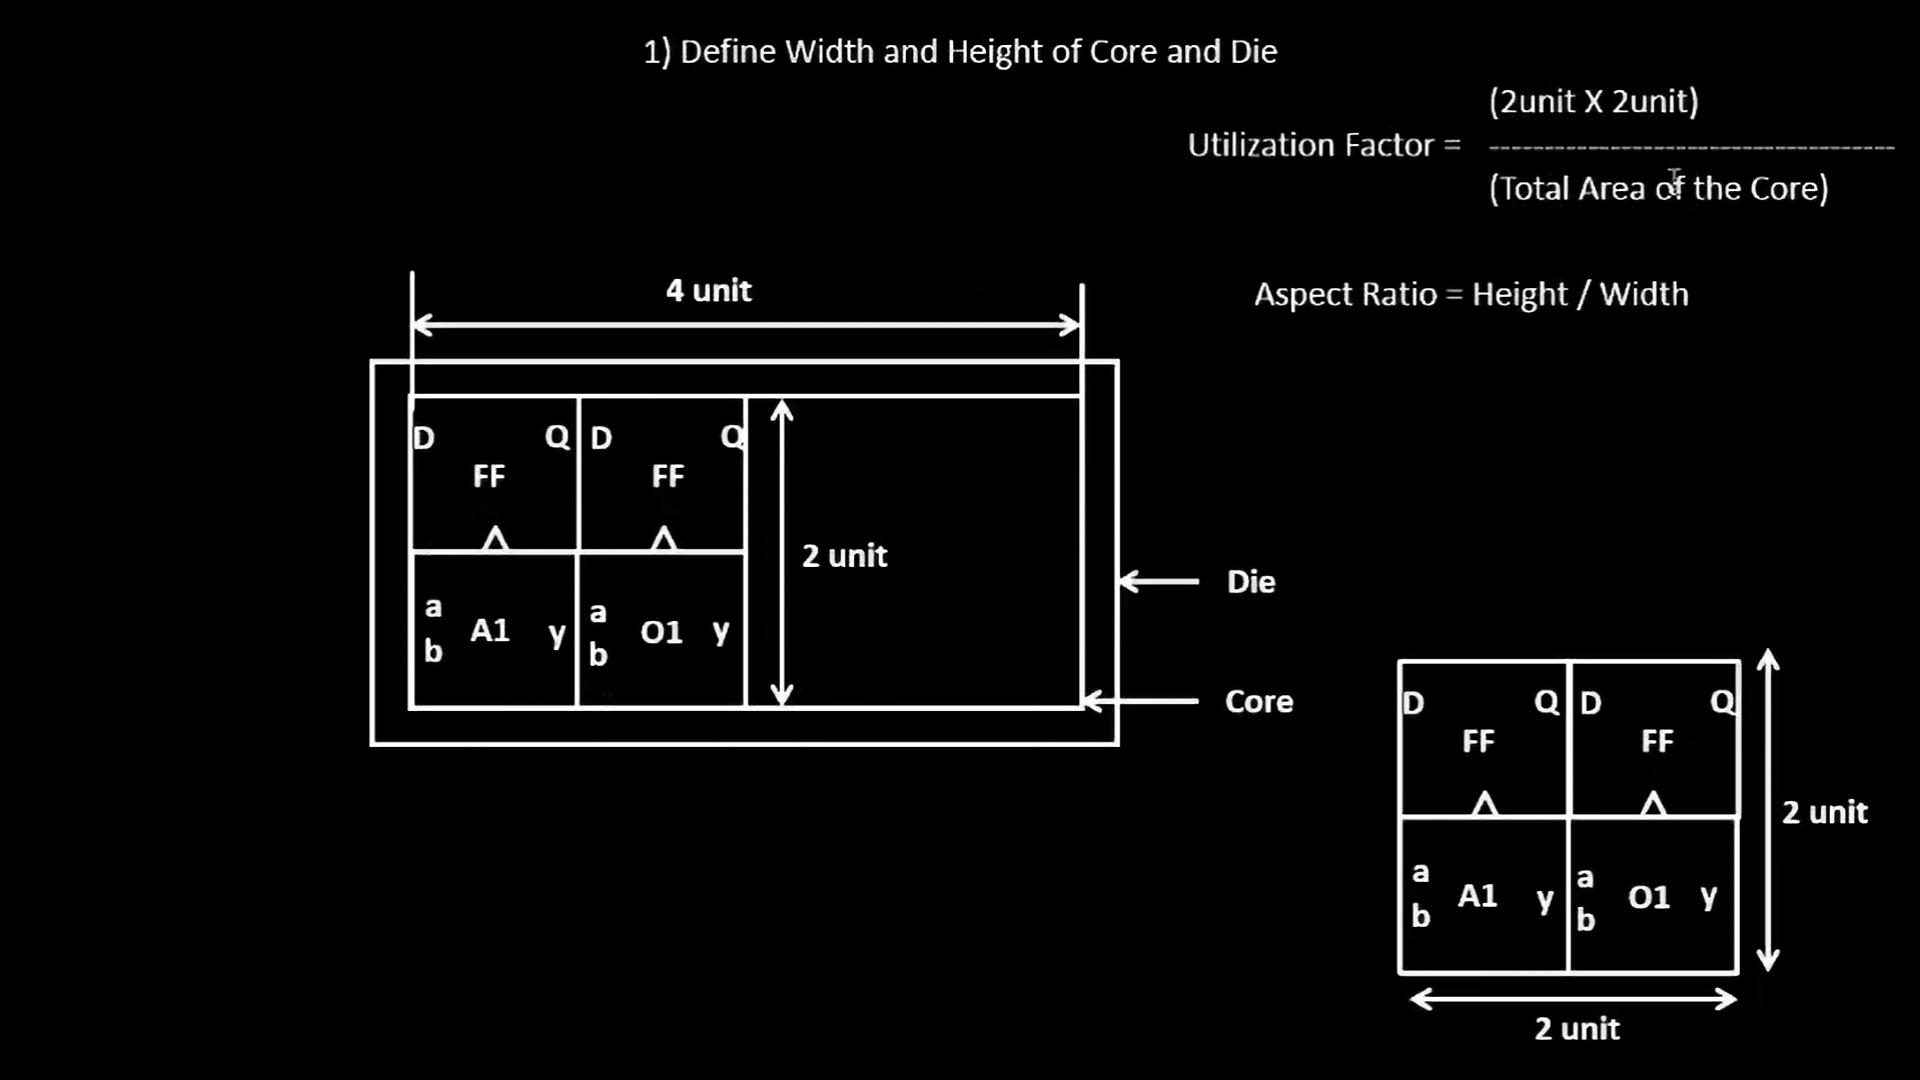 1) Define Width and Height of Core and Die
(2unit X 2unit)
Utilization Factor = ------------------------------------
(Total Area of the Core)
Aspect Ratio = Height / Width
4 unit
D Q D Q
FF FF
2 unit
a A1 y a O1 y
b b
Die
Core
D Q D Q
FF FF
2 unit
a A1 y a O1 y
b b
2 unit